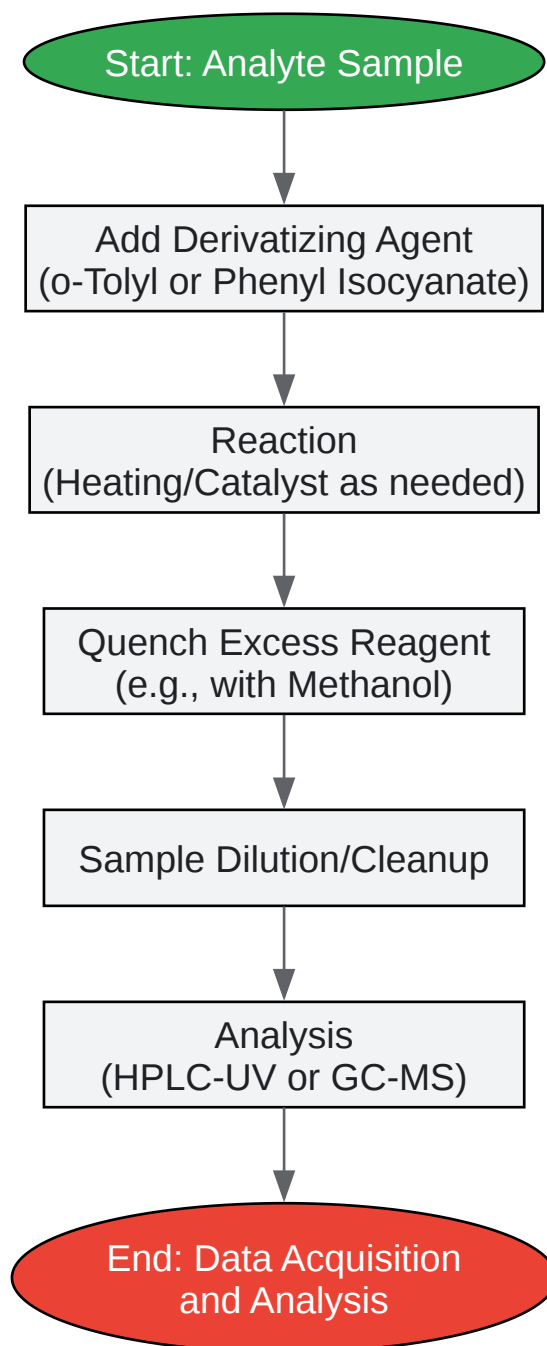 Start: Analyte Sample
Add Derivatizing Agent
(o-Tolyl or Phenyl Isocyanate)
Reaction
(Heating/Catalyst as needed)
Quench Excess Reagent
(e.g., with Methanol)
Sample Dilution/Cleanup
Analysis
(HPLC-UV or GC-MS)
End: Data Acquisition
and Analysis